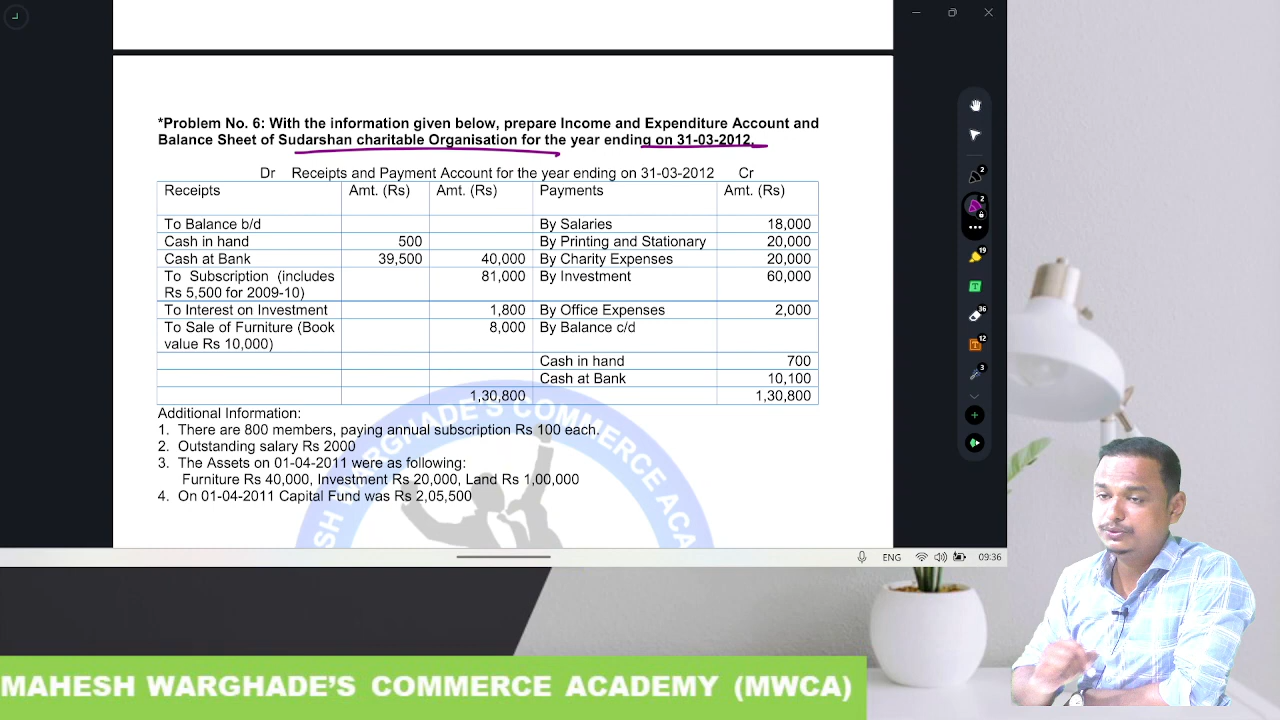 *Problem No. 6: With the information given below, prepare Income and Expenditure Account and
Balance Sheet of Sudarshan charitable Organisation for the year ending on 31-03-2012.
Dr Receipts and Payment Account for the year ending on 31-03-2012 Cr
Receipts Amt. (Rs) Amt. (Rs) Payments Amt. (Rs)
To Balance b/d By Salaries 18,000
Cash in hand 500 By Printing and Stationary 20,000
Cash at Bank 39,500 40,000 By Charity Expenses 20,000
To Subscription (includes 81,000 By Investment 60,000
Rs 5,500 for 2009-10)
To Interest on Investment 1,800 By Office Expenses 2,000
To Sale of Furniture (Book 8,000 By Balance c/d
value Rs 10,000)
Cash in hand 700
Cash at Bank 10,100
1,30,800 1,30,800
Additional Information:
1. There are 800 members, paying annual subscription Rs 100 each.
2. Outstanding salary Rs 2000
3. The Assets on 01-04-2011 were as following:
Furniture Rs 40,000, Investment Rs 20,000, Land Rs 1,00,000
4. On 01-04-2011 Capital Fund was Rs 2,05,500
SH WARGHADE'S COMMERCE ACA
2
2
19
T
36
12
3
ENG 09:36
MAHESH WARGHADE'S COMMERCE ACADEMY (MWCA)